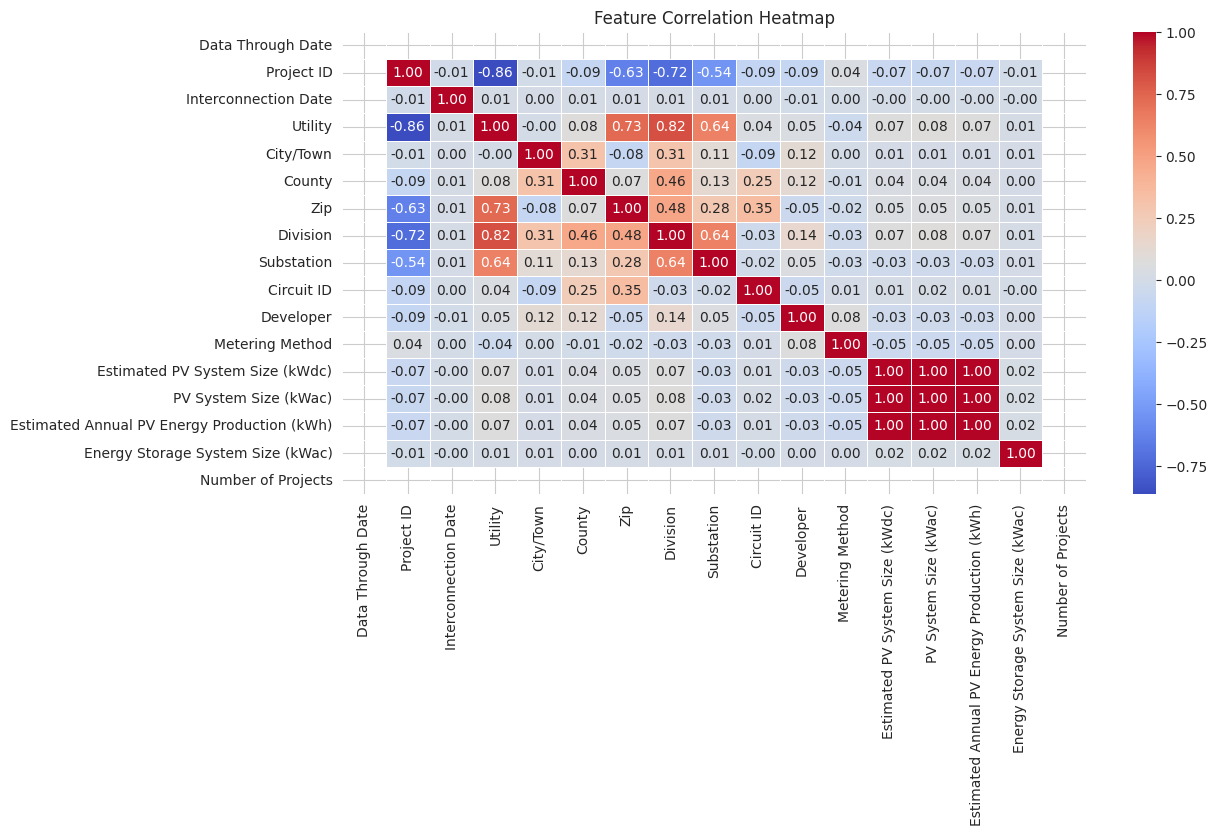 Feature Correlation Heatmap
Data Through Date
Project ID 1.00 -0.01 -0.86 -0.01 -0.09 -0.63 -0.72 -0.54 -0.09 -0.09 0.04 -0.07 -0.07 -0.07 -0.01
Interconnection Date -0.01 1.00 0.01 0.00 0.01 0.01 0.01 0.01 0.00 -0.01 0.00 -0.00 -0.00 -0.00 -0.00
Utility -0.86 0.01 1.00 -0.00 0.08 0.73 0.82 0.64 0.04 0.05 -0.04 0.07 0.08 0.07 0.01
City/Town -0.01 0.00 -0.00 1.00 0.31 -0.08 0.31 0.11 -0.09 0.12 0.00 0.01 0.01 0.01 0.01
County -0.09 0.01 0.08 0.31 1.00 0.07 0.46 0.13 0.25 0.12 -0.01 0.04 0.04 0.04 0.00
Zip -0.63 0.01 0.73 -0.08 0.07 1.00 0.48 0.28 0.35 -0.05 -0.02 0.05 0.05 0.05 0.01
Division -0.72 0.01 0.82 0.31 0.46 0.48 1.00 0.64 -0.03 0.14 -0.03 0.07 0.08 0.07 0.01
Substation -0.54 0.01 0.64 0.11 0.13 0.28 0.64 1.00 -0.02 0.05 -0.03 -0.03 -0.03 -0.03 0.01
Circuit ID -0.09 0.00 0.04 -0.09 0.25 0.35 -0.03 -0.02 1.00 -0.05 0.01 0.01 0.02 0.01 -0.00
Developer -0.09 -0.01 0.05 0.12 0.12 -0.05 0.14 0.05 -0.05 1.00 0.08 -0.03 -0.03 -0.03 0.00
Metering Method 0.04 0.00 -0.04 0.00 -0.01 -0.02 -0.03 -0.03 0.01 0.08 1.00 -0.05 -0.05 -0.05 0.00
Estimated PV System Size (kWdc) -0.07 -0.00 0.07 0.01 0.04 0.05 0.07 -0.03 0.01 -0.03 -0.05 1.00 1.00 1.00 0.02
PV System Size (kWac) -0.07 -0.00 0.08 0.01 0.04 0.05 0.08 -0.03 0.02 -0.03 -0.05 1.00 1.00 1.00 0.02
Estimated Annual PV Energy Production (kWh) -0.07 -0.00 0.07 0.01 0.04 0.05 0.07 -0.03 0.01 -0.03 -0.05 1.00 1.00 1.00 0.02
Energy Storage System Size (kWac) -0.01 -0.00 0.01 0.01 0.00 0.01 0.01 0.01 -0.00 0.00 0.00 0.02 0.02 0.02 1.00
Number of Projects
Data Through Date
Project ID
Interconnection Date
Utility
City/Town
County
Zip
Division
Substation
Circuit ID
Developer
Metering Method
Estimated PV System Size (kWdc)
PV System Size (kWac)
Estimated Annual PV Energy Production (kWh)
Energy Storage System Size (kWac)
Number of Projects
1.00
0.75
0.50
0.25
0.00
-0.25
-0.50
-0.75